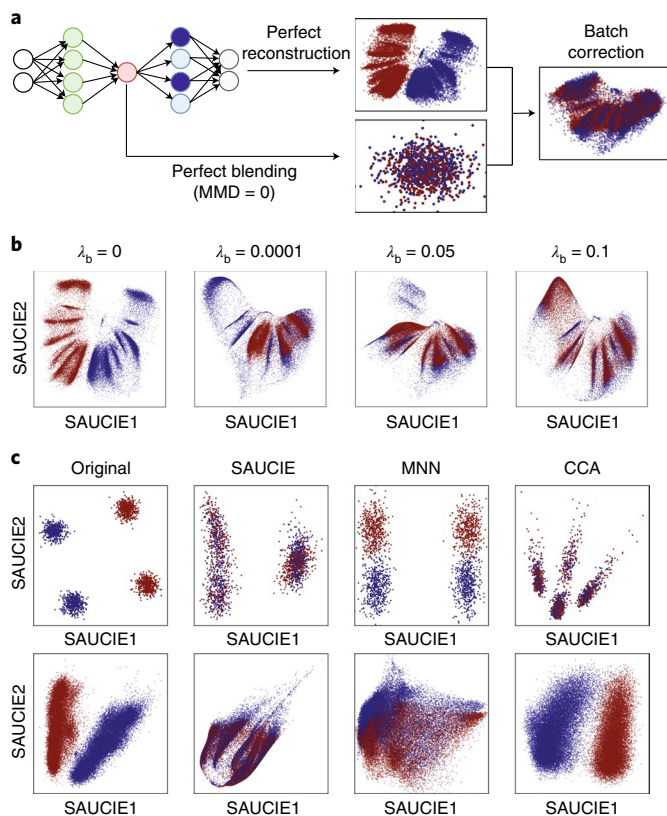 a
Perfect
reconstruction
Batch
correction
Perfect blending
(MMD = 0)
b
λb = 0
λb = 0.0001
λb = 0.05
λb = 0.1
SAUCIE2
SAUCIE1
SAUCIE1
SAUCIE1
SAUCIE1
c
Original
SAUCIE
MNN
CCA
SAUCIE2
SAUCIE1
SAUCIE1
SAUCIE1
SAUCIE1
SAUCIE2
SAUCIE1
SAUCIE1
SAUCIE1
SAUCIE1